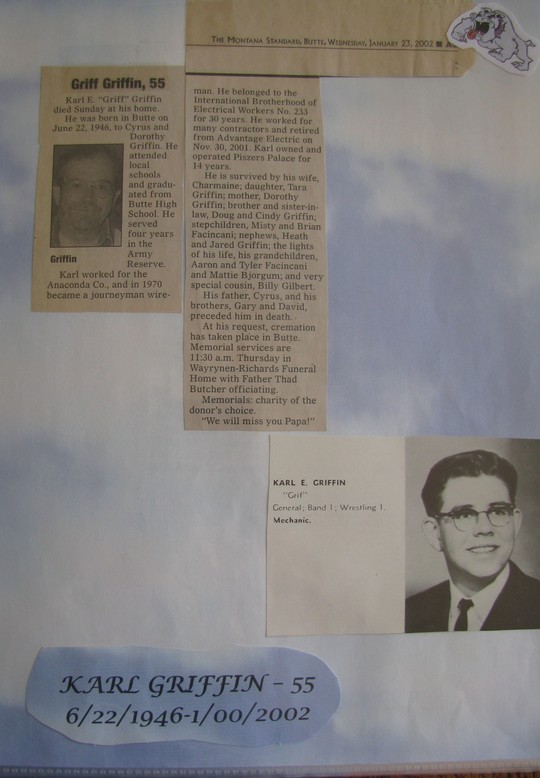 THE MONTANA STANDARD, BUTTE, WEDNESDAY, JANUARY 23, 2002 ■
Griff Griffin, 55
Karl E. "Griff" Griffin
died Sunday at his home.
He was born in Butte on
June 22, 1946, to Cyrus and
Dorothy
Griffin. He
attended
local
schools
and gradu-
ated from
Butte High
School. He
served
four years
in the
Army
Reserve.
Griffin
Karl worked for the
Anaconda Co., and in 1970
became a journeyman wire-
man. He belonged to the
International Brotherhood of
Electrical Workers No. 233
for 30 years. He worked for
many contractors and retired
from Advantage Electric on
Nov. 30, 2001. Karl owned and
operated Piszers Palace for
14 years.
He is survived by his wife,
Charmaine; daughter, Tara
Griffin; mother, Dorothy
Griffin; brother and sister-in-
law, Doug and Cindy Griffin;
stepchildren, Misty and Brian
Facincani; nephews, Heath
and Jared Griffin; the lights
of his life, his grandchildren,
Aaron and Tyler Facincani
and Mattie Bjorgum; and very
special cousin, Billy Gilbert.
His father, Cyrus, and his
brothers, Gary and David,
preceded him in death.
At his request, cremation
has taken place in Butte.
Memorial services are
11:30 a.m. Thursday in
Wayrynen-Richards Funeral
Home with Father Thad
Butcher officiating.
Memorials: charity of the
donor's choice.
"We will miss you Papa!"
KARL E. GRIFFIN
"Grif"
General; Band 1; Wrestling 1.
Mechanic.
KARL GRIFFIN - 55
6/22/1946-1/00/2002